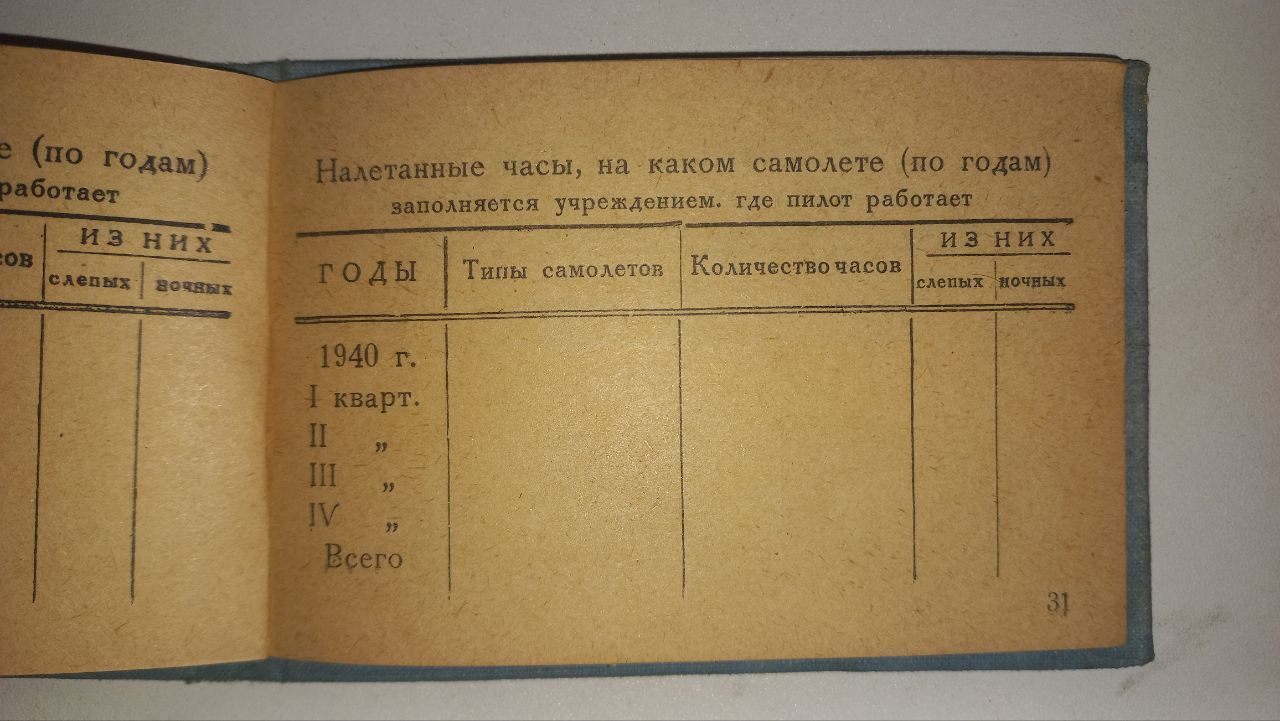 е (по годам)
работает
сов
ИЗ НИХ
слепых ночных
Налетанные часы, на каком самолете (по годам)
заполняется учреждением. где пилот работает
ГОДЫ Типы самолетов Количество часов ИЗ НИХ
слепых ночных
1940 г.
I кварт.
II „
III „
IV „
Всего
31